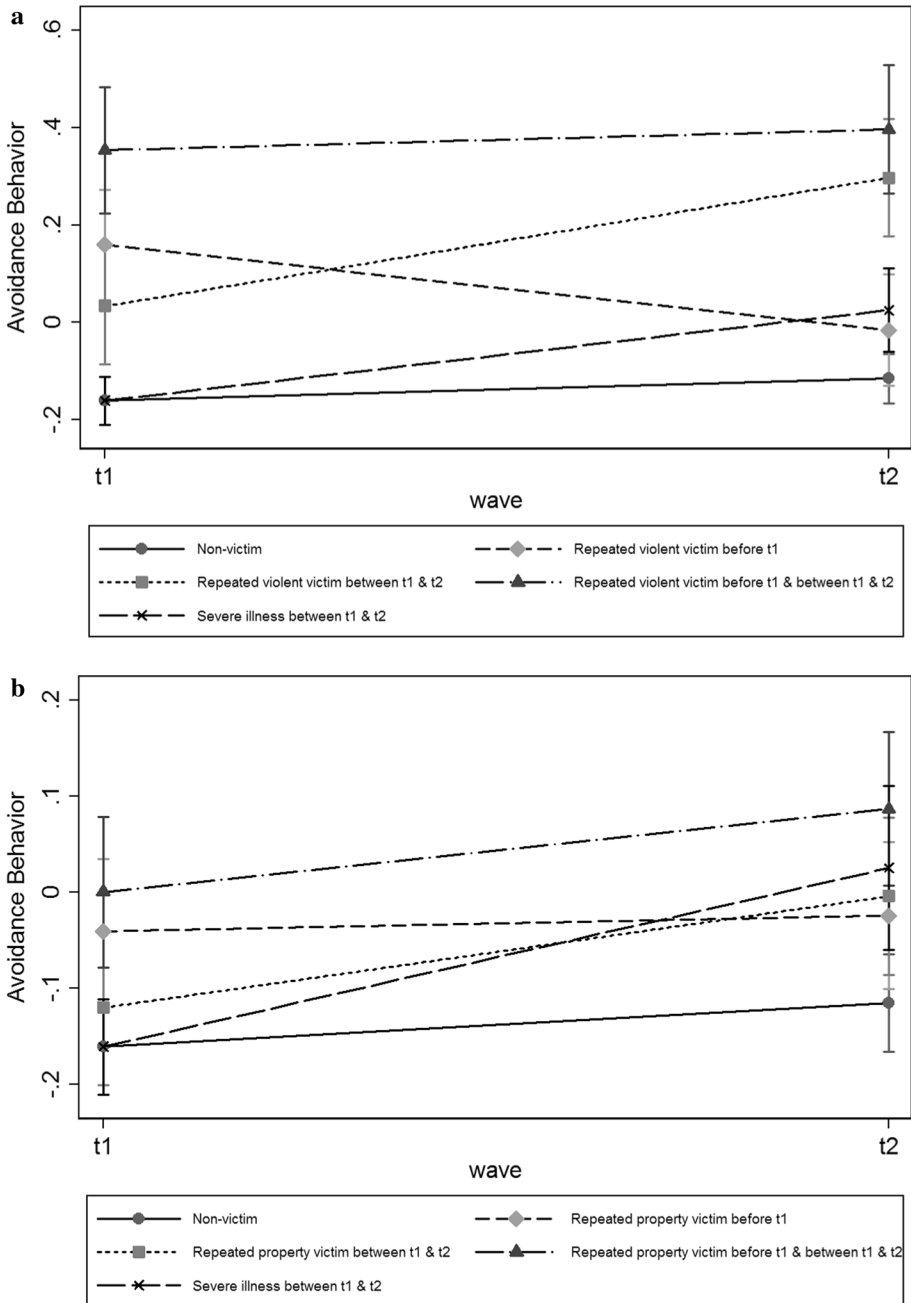 a
.6
.4
.2
0
-.2
Avoidance Behavior
t1
t2
wave
Non-victim
Repeated violent victim before t1
Repeated violent victim between t1 & t2
Repeated violent victim before t1 & between t1 & t2
Severe illness between t1 & t2
b
.2
.1
0
-.1
-.2
Avoidance Behavior
t1
t2
wave
Non-victim
Repeated property victim before t1
Repeated property victim between t1 & t2
Repeated property victim before t1 & between t1 & t2
Severe illness between t1 & t2